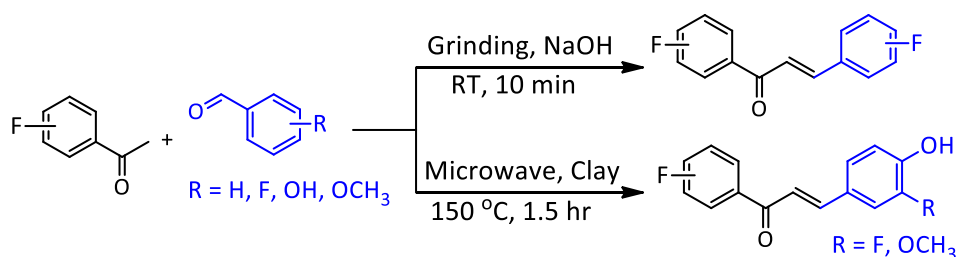 Grinding, NaOH
RT, 10 min
F
F
F
O
+
O
R
R = H, F, OH, OCH₃
O
Microwave, Clay
150 °C, 1.5 hr
F
O
OH
R
R = F, OCH₃